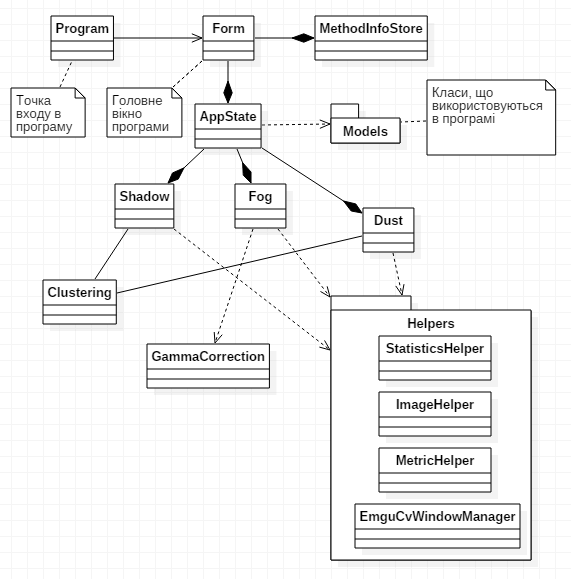 Program
Form
MethodInfoStore
Точка
входу в
програму
Головне
вікно
програми
Класи, що
використовуються
в програмі
AppState
Models
Shadow
Fog
Dust
Clustering
GammaCorrection
Helpers
StatisticsHelper
ImageHelper
MetricHelper
EmguCvWindowManager